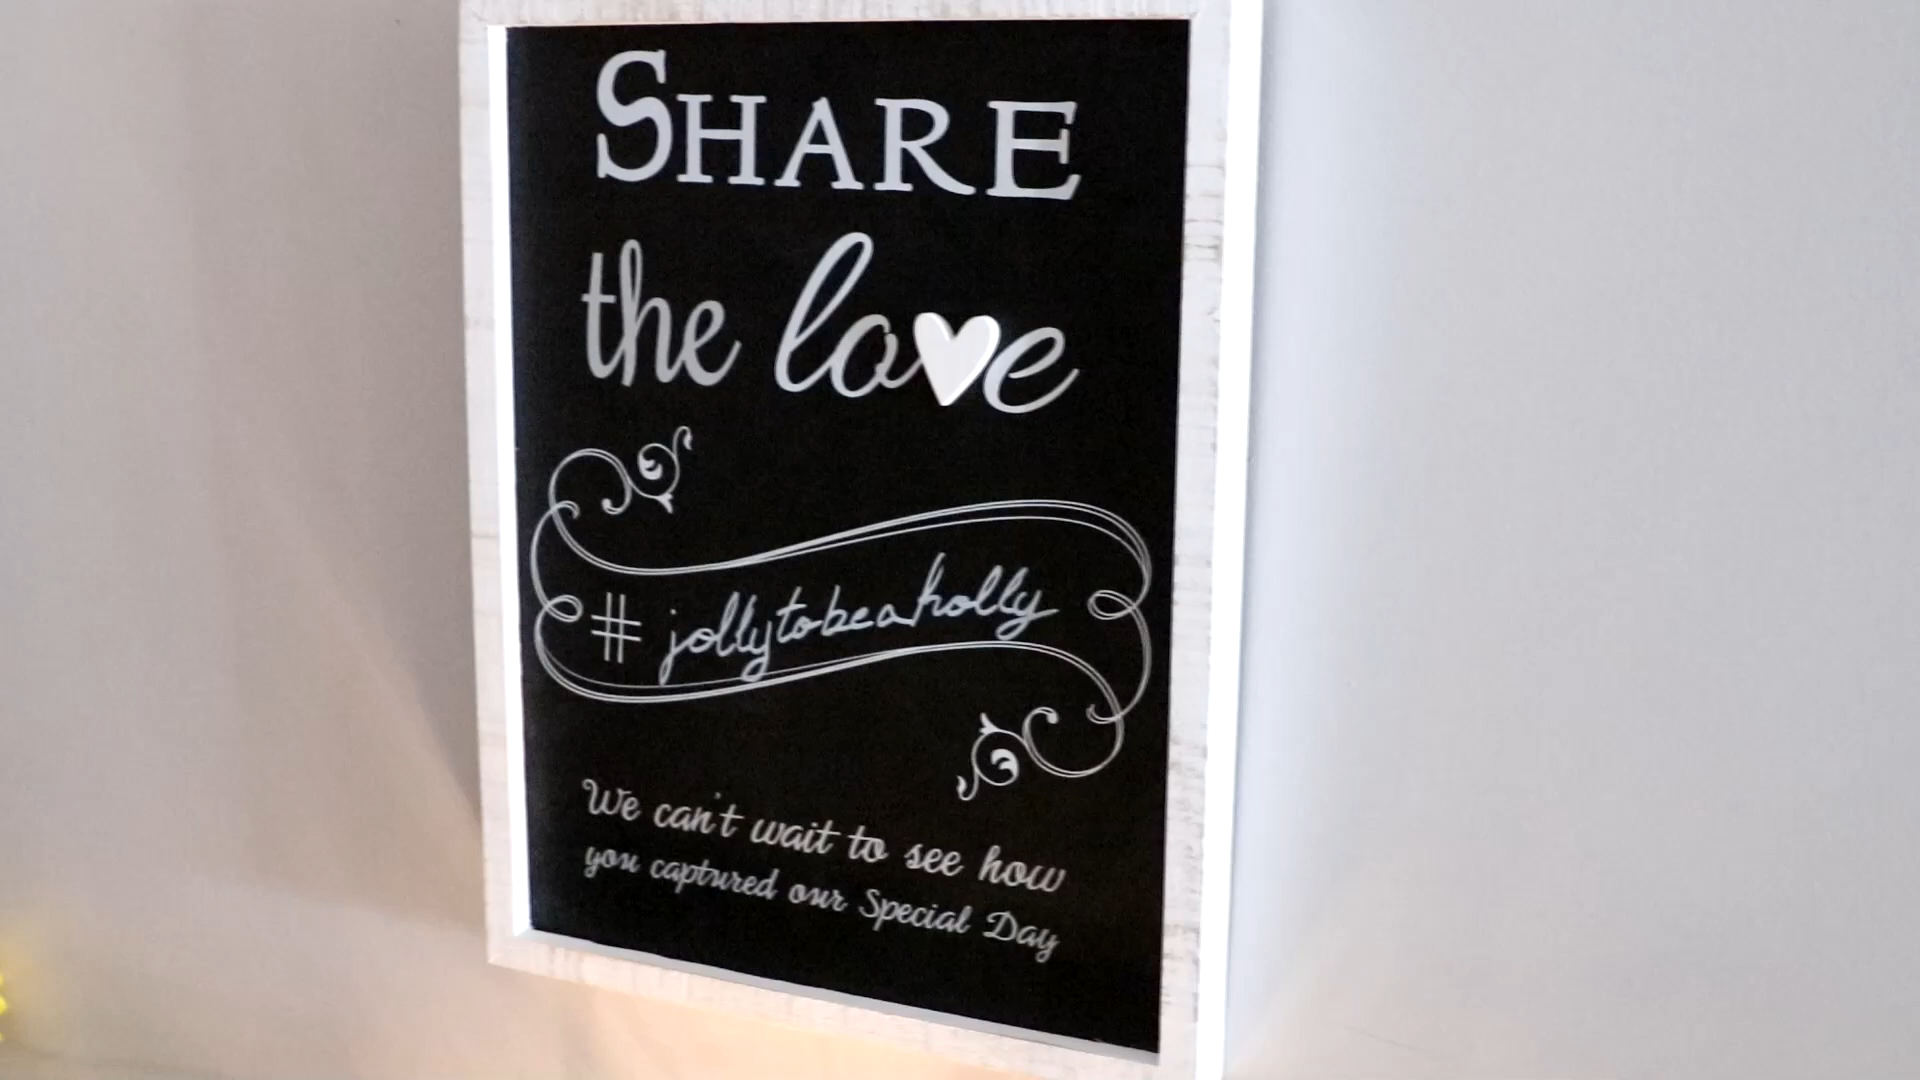 SHARE
the love
# jollytobeaholly
We can't wait to see how
you captured our Special Day